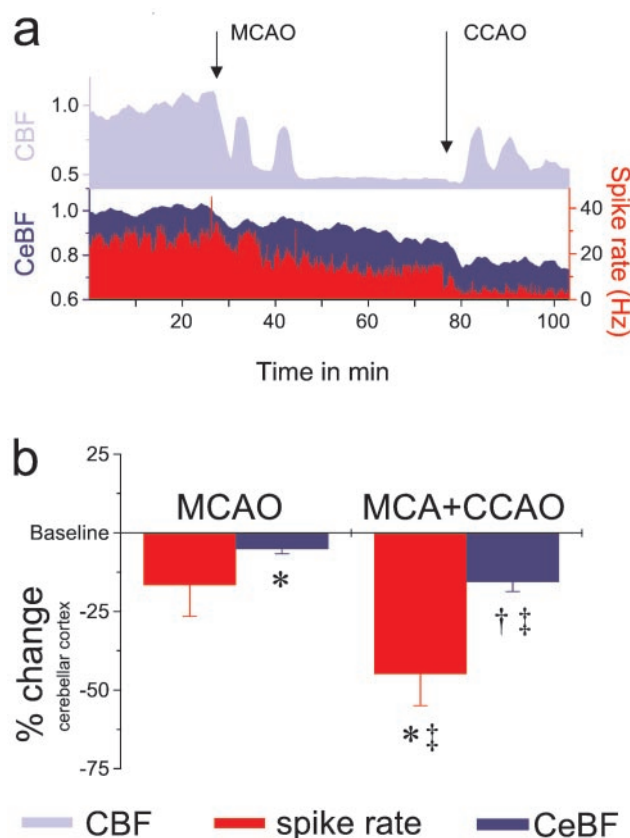 a
MCAO CCAO
CBF
1.0
0.5
CeBF
1.0
0.8
0.6
Spike rate (Hz)
40
20
0
20 40 60 80 100
Time in min
b
% change
cerebellar cortex
25
Baseline
-25
-50
-75
MCAO MCA+CCAO
*
† ‡
*‡
CBF spike rate CeBF